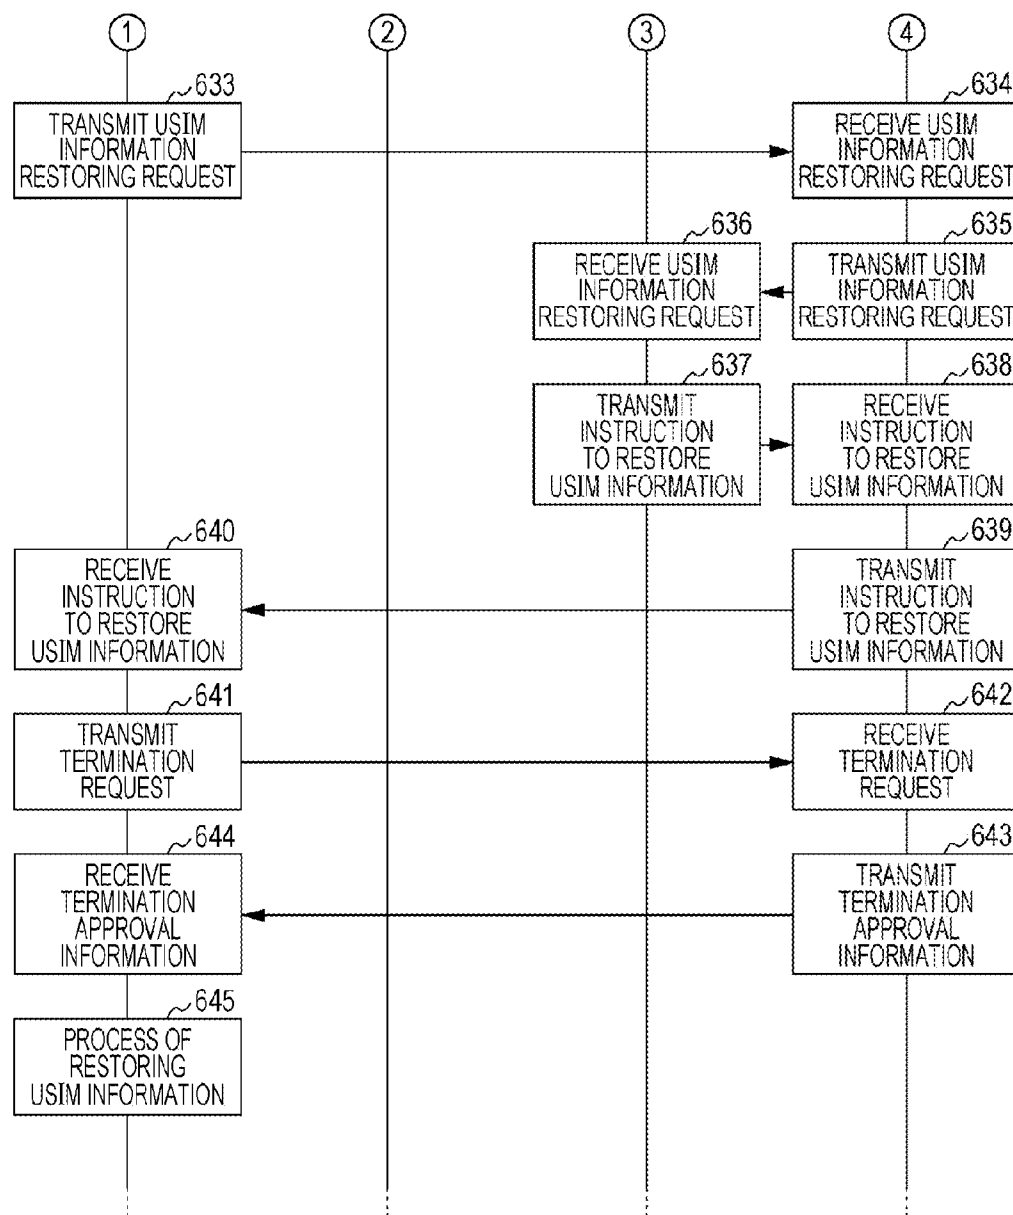 1 2 3 4
633
TRANSMIT USIM
INFORMATION
RESTORING REQUEST
634
RECEIVE USIM
INFORMATION
RESTORING REQUEST
635
TRANSMIT USIM
INFORMATION
RESTORING REQUEST
636
RECEIVE USIM
INFORMATION
RESTORING REQUEST
637
TRANSMIT
INSTRUCTION
TO RESTORE
USIM INFORMATION
638
RECEIVE
INSTRUCTION
TO RESTORE
USIM INFORMATION
639
TRANSMIT
INSTRUCTION
TO RESTORE
USIM INFORMATION
640
RECEIVE
INSTRUCTION
TO RESTORE
USIM INFORMATION
641
TRANSMIT
TERMINATION
REQUEST
642
RECEIVE
TERMINATION
REQUEST
643
TRANSMIT
TERMINATION
APPROVAL
INFORMATION
644
RECEIVE
TERMINATION
APPROVAL
INFORMATION
645
PROCESS OF
RESTORING
USIM INFORMATION